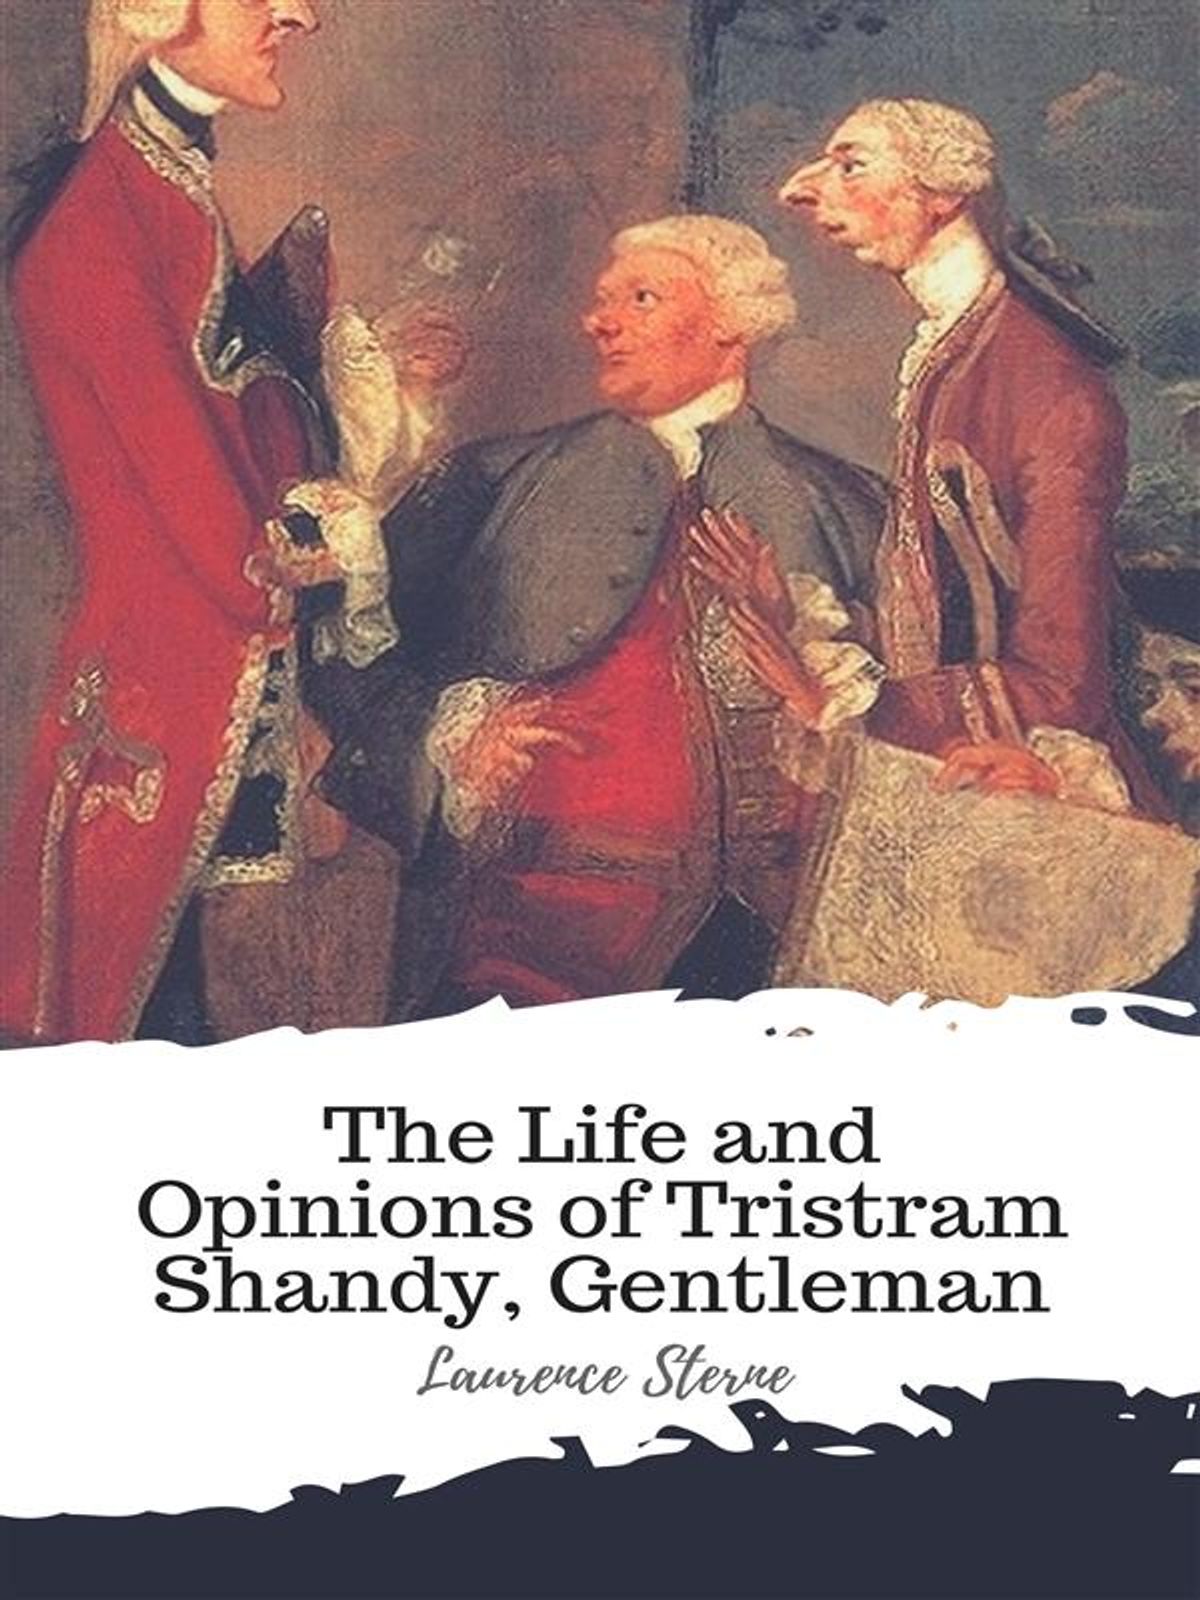 The Life and
Opinions of Tristram
Shandy, Gentleman
Laurence Sterne